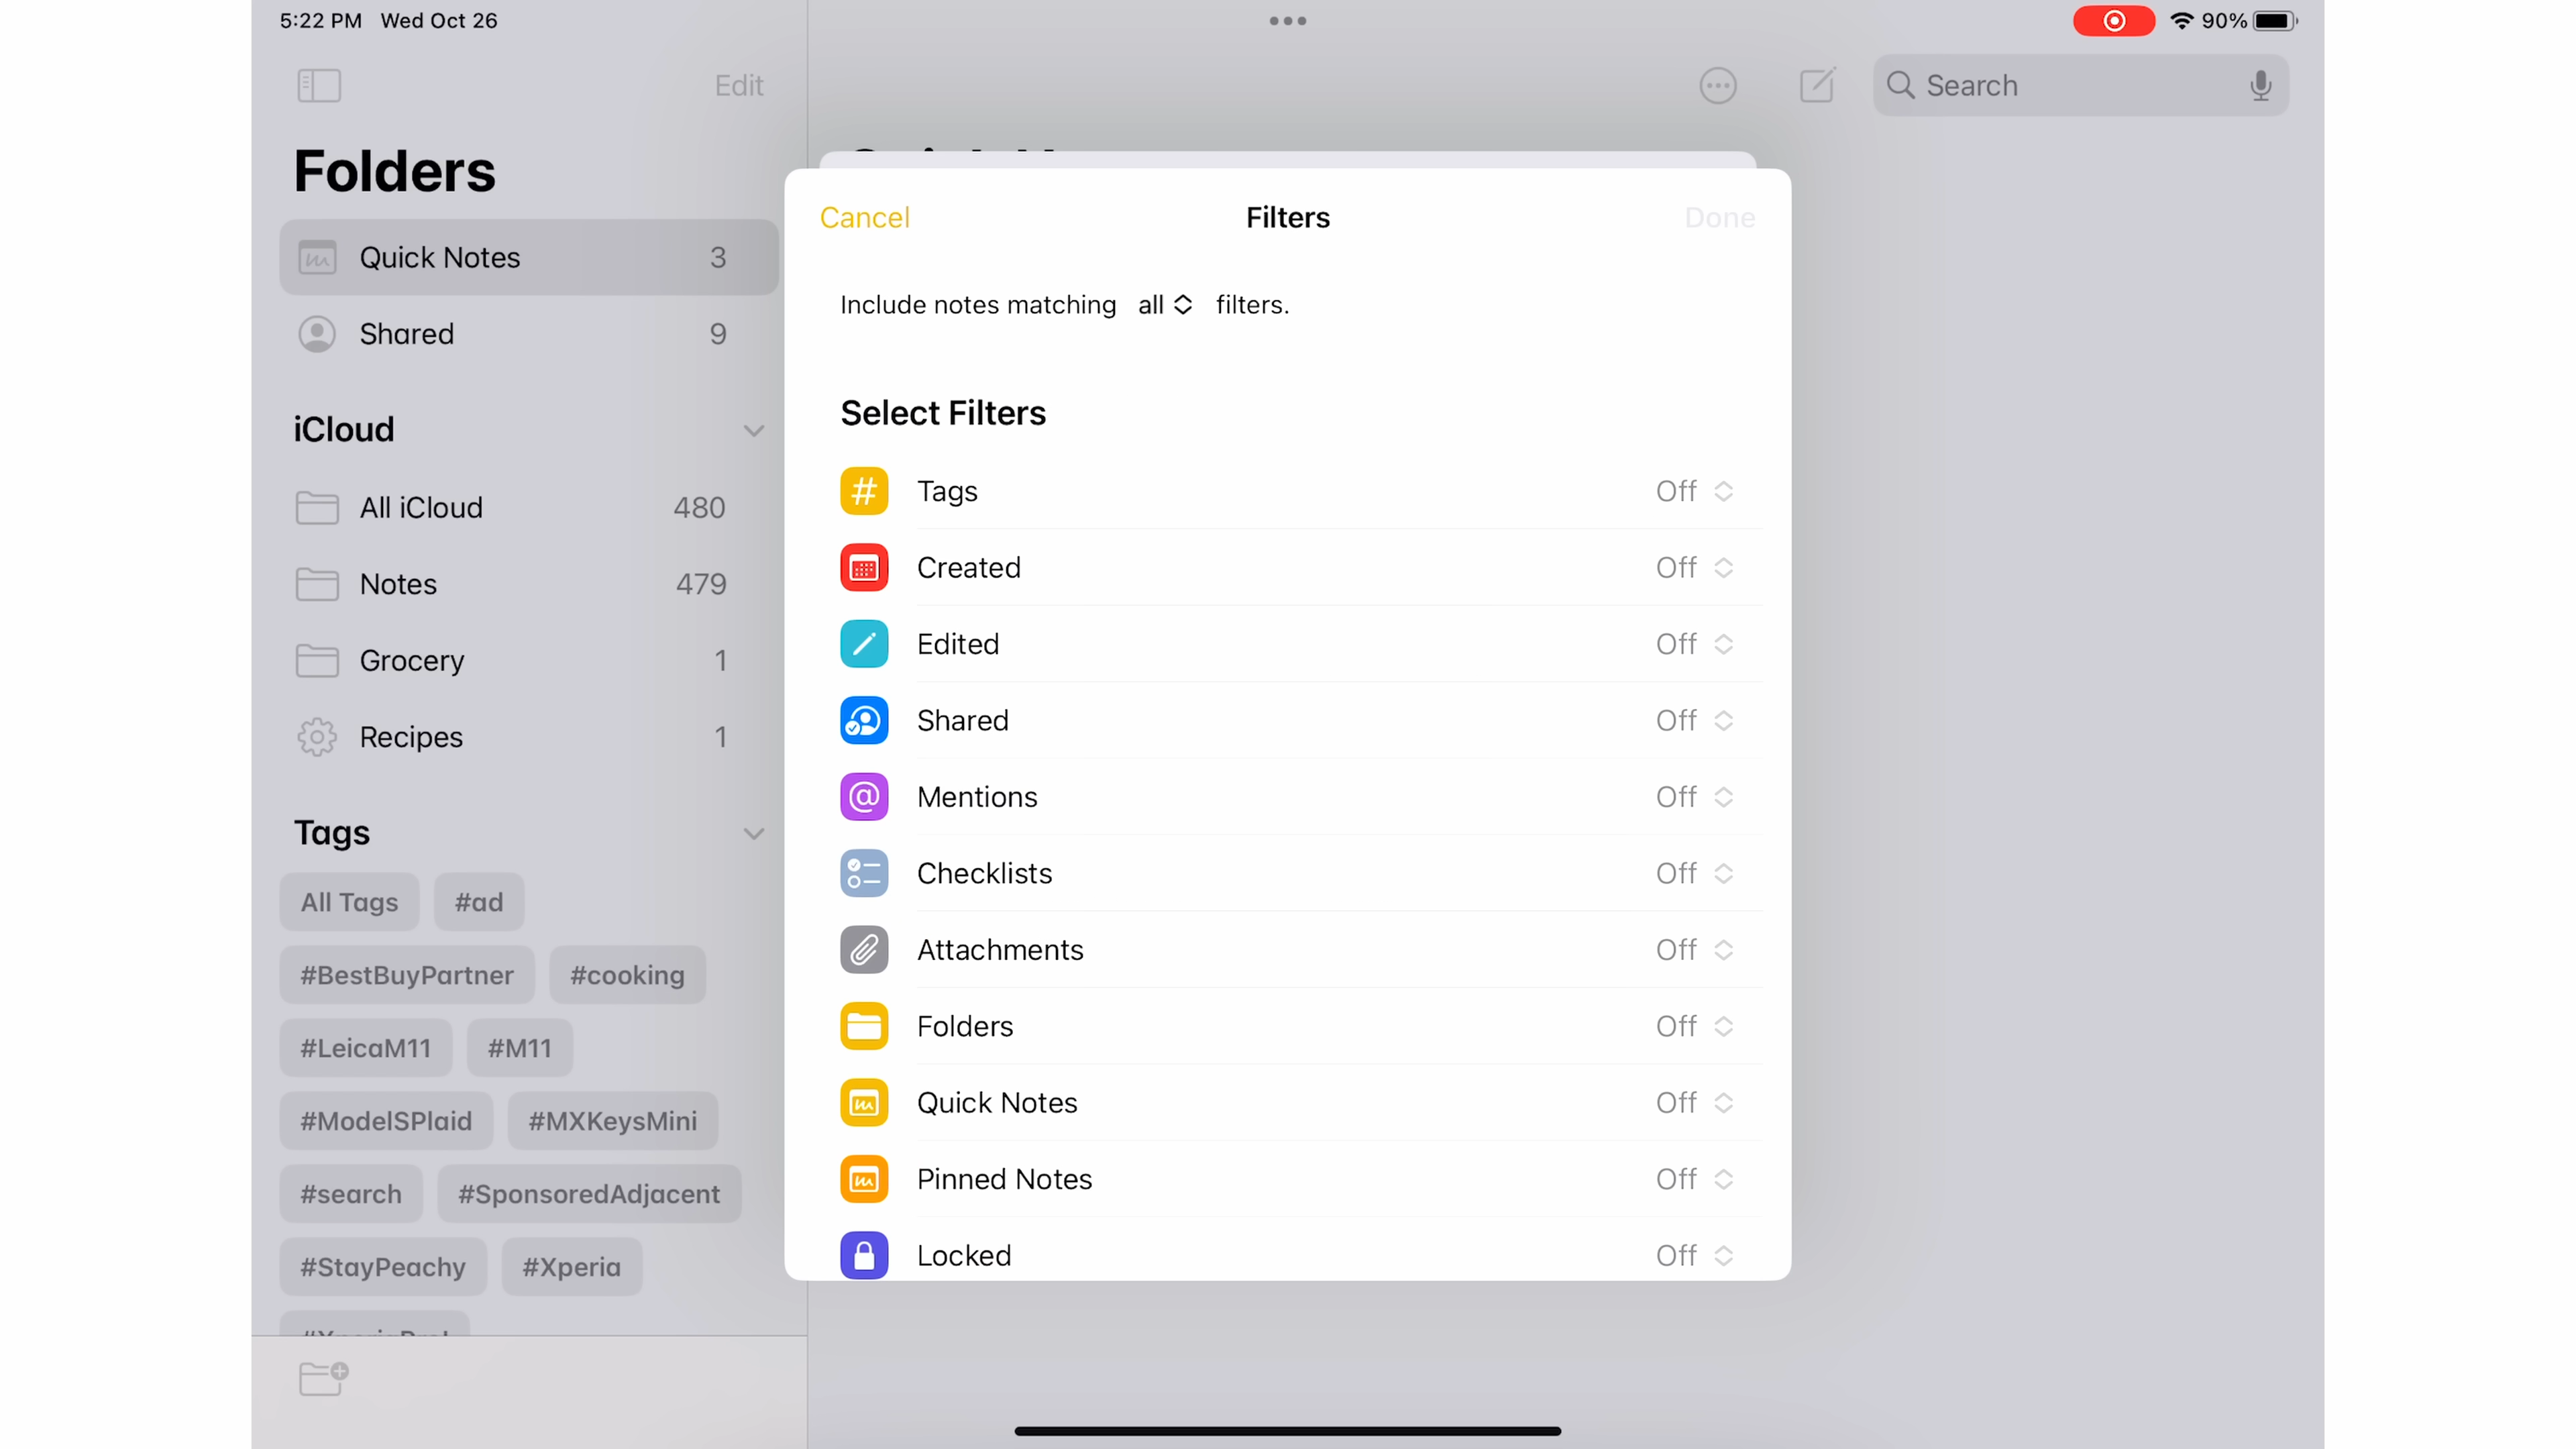 5:22 PM Wed Oct 26
90%
Edit
Search
Folders
Quick Notes 3
Shared 9
iCloud
All iCloud 480
Notes 479
Grocery 1
Recipes 1
Tags
All Tags #ad
#BestBuyPartner #cooking
#LeicaM11 #M11
#ModelSPlaid #MXKeysMini
#search #SponsoredAdjacent
#StayPeachy #Xperia
Cancel Filters Done
Include notes matching all filters.
Select Filters
Tags Off
Created Off
Edited Off
Shared Off
Mentions Off
Checklists Off
Attachments Off
Folders Off
Quick Notes Off
Pinned Notes Off
Locked Off